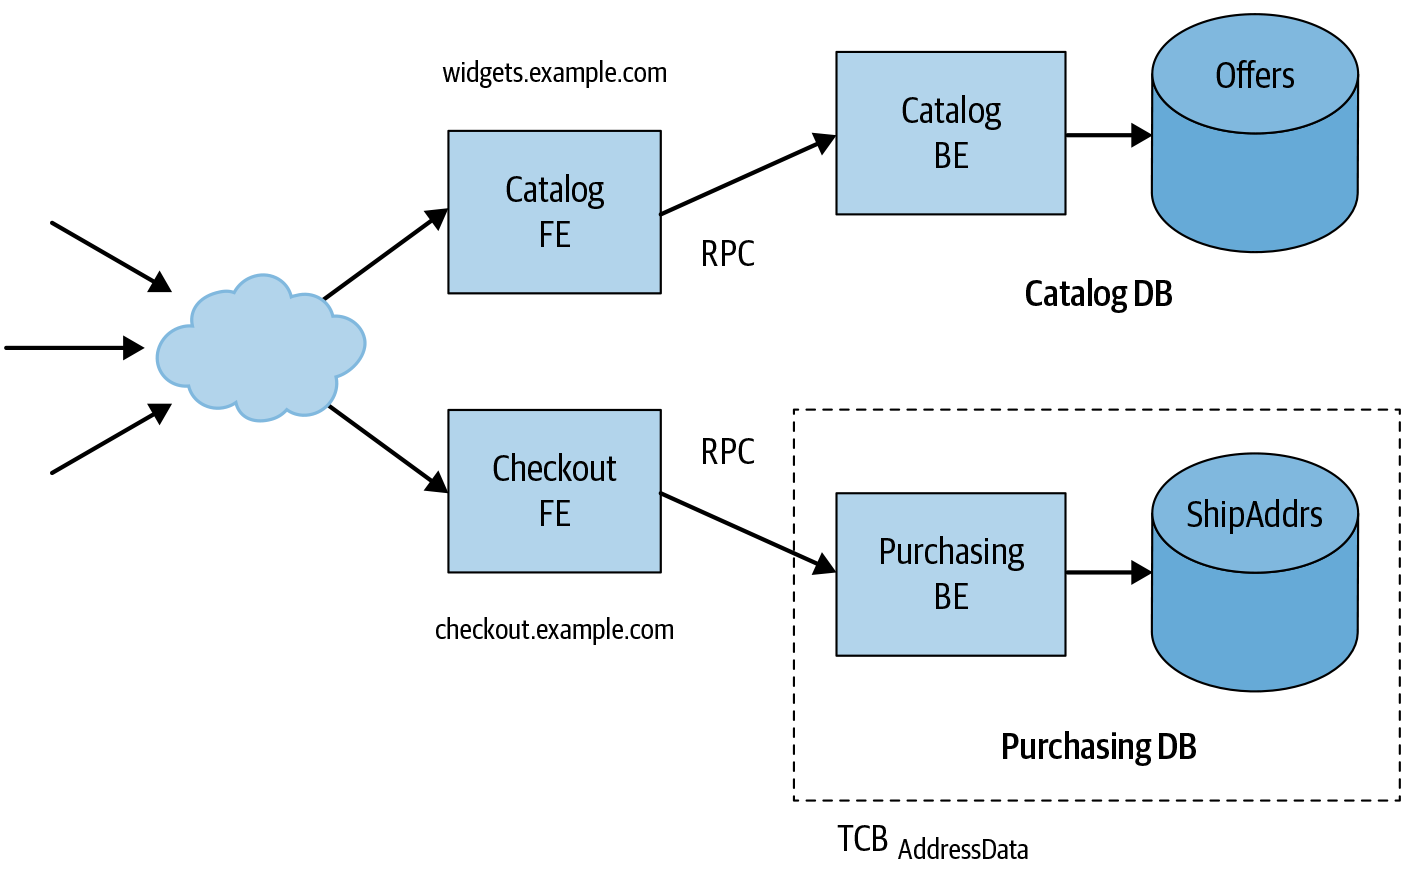 widgets.example.com
Catalog
FE
RPC
Catalog
BE
Offers
Catalog DB
Checkout
FE
checkout.example.com
RPC
Purchasing
BE
ShipAddrs
Purchasing DB
TCB AddressData